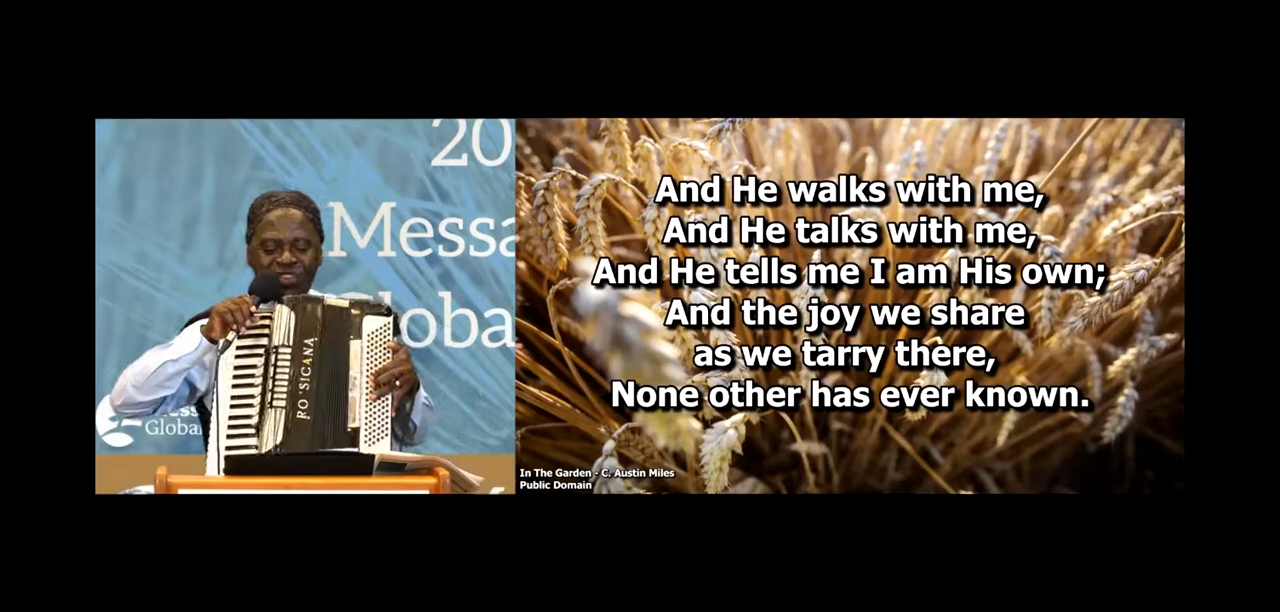 20
Messa
loba
RO'SICANA
Mess
Global
And He walks with me,
And He talks with me,
And He tells me I am His own;
And the joy we share
as we tarry there,
None other has ever known.
In The Garden - C. Austin Miles
Public Domain